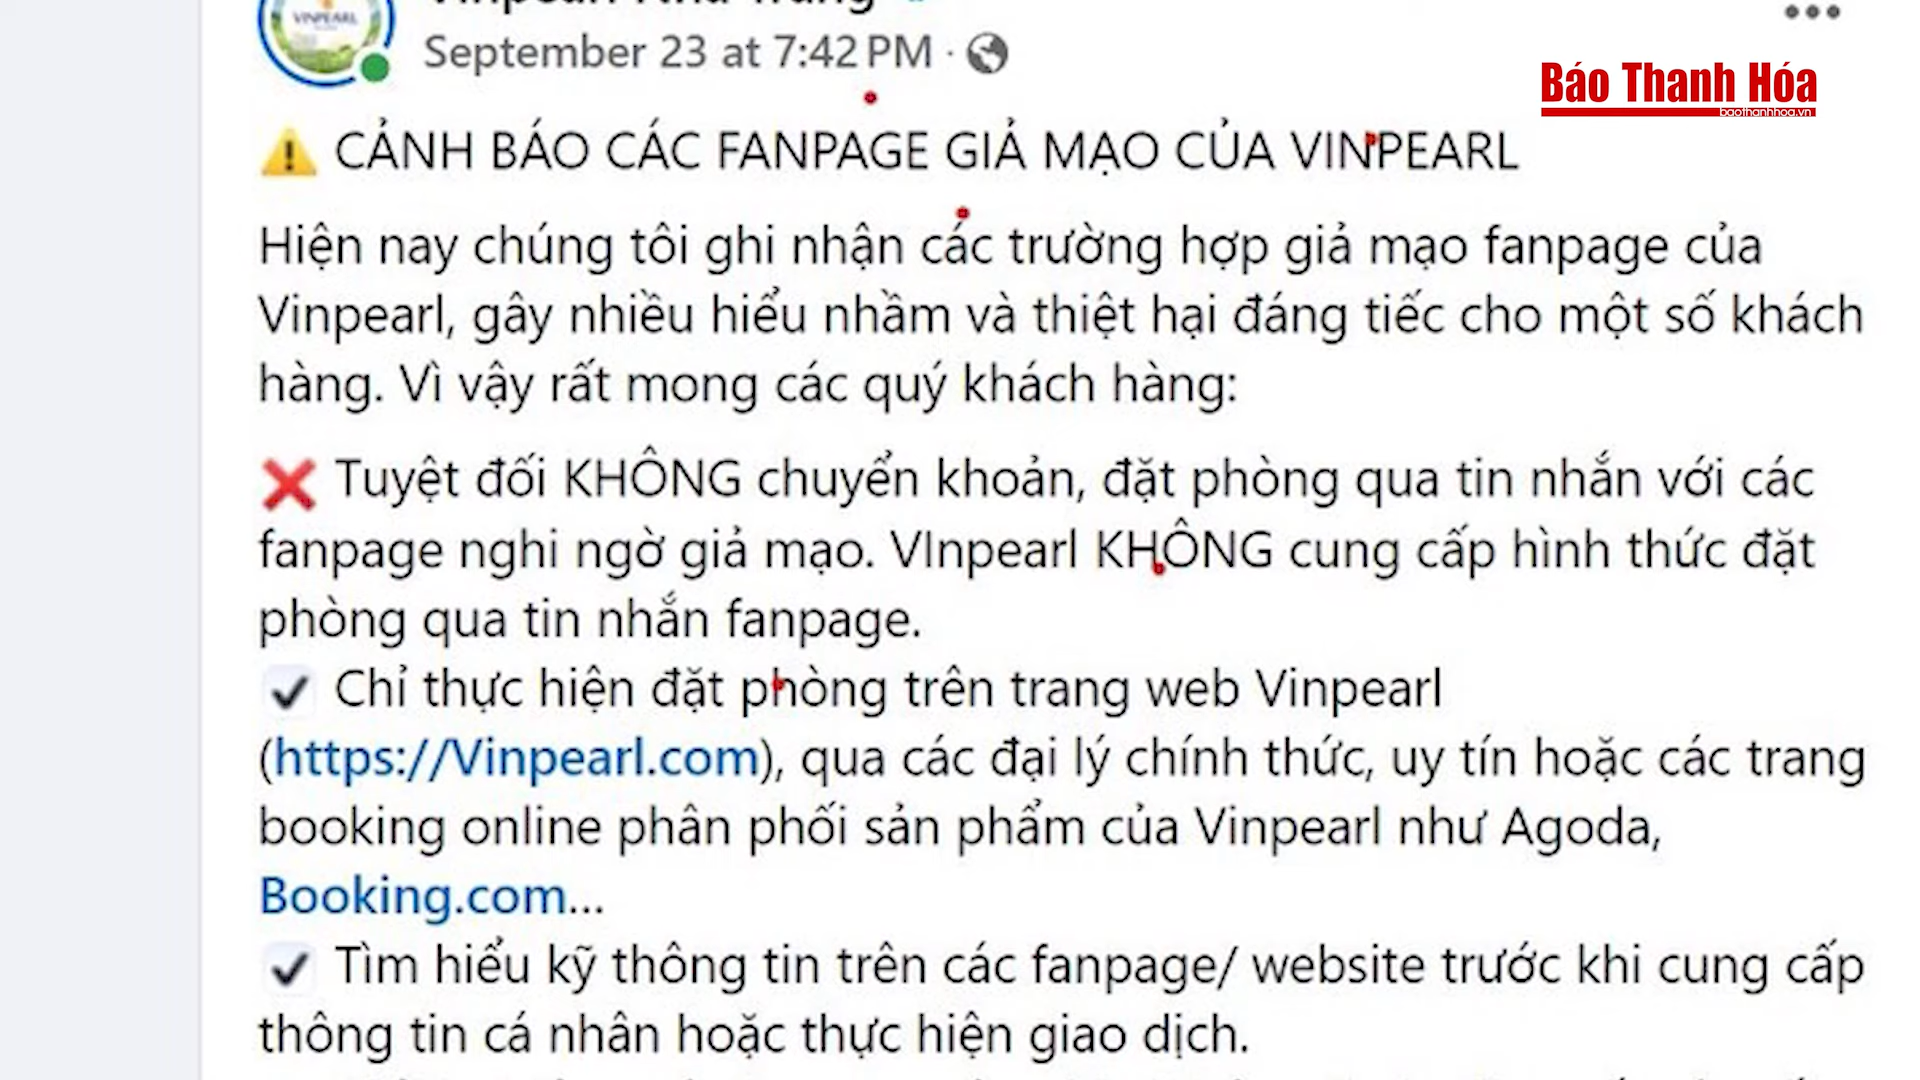 Vinpearl Nha Trang
VINPEARL
September 23 at 7:42 PM ·
Báo Thanh Hóa
baothanhhoa.vn
⚠️ CẢNH BÁO CÁC FANPAGE GIẢ MẠO CỦA VINPEARL
Hiện nay chúng tôi ghi nhận các trường hợp giả mạo fanpage của
Vinpearl, gây nhiều hiểu nhầm và thiệt hại đáng tiếc cho một số khách
hàng. Vì vậy rất mong các quý khách hàng:
❌ Tuyệt đối KHÔNG chuyển khoản, đặt phòng qua tin nhắn với các
fanpage nghi ngờ giả mạo. VInpearl KHÔNG cung cấp hình thức đặt
phòng qua tin nhắn fanpage.
✔ Chỉ thực hiện đặt phòng trên trang web Vinpearl
(https://Vinpearl.com), qua các đại lý chính thức, uy tín hoặc các trang
booking online phân phối sản phẩm của Vinpearl như Agoda,
Booking.com...
✔ Tìm hiểu kỹ thông tin trên các fanpage/ website trước khi cung cấp
thông tin cá nhân hoặc thực hiện giao dịch.